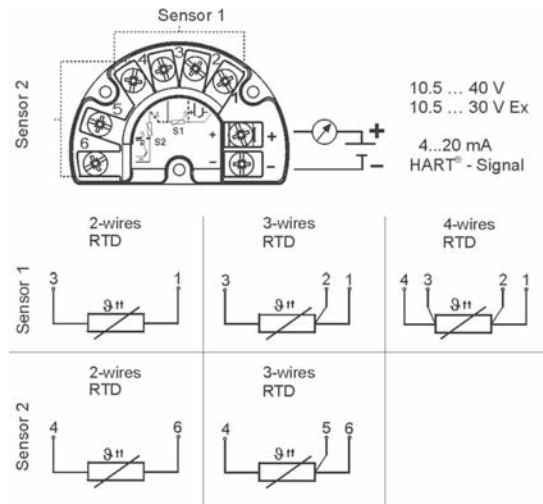 Sensor 1
Sensor 2
6 5 4 3 2 1
S2 S1
+ +
- -
10.5 ... 40 V
10.5 ... 30 V Ex
4...20 mA
HART® - Signal
2-wires
RTD
3-wires
RTD
4-wires
RTD
Sensor 1
3 1
ϑ
3 2 1
ϑ
4 3 2 1
ϑ
2-wires
RTD
3-wires
RTD
Sensor 2
4 6
ϑ
4 5 6
ϑ